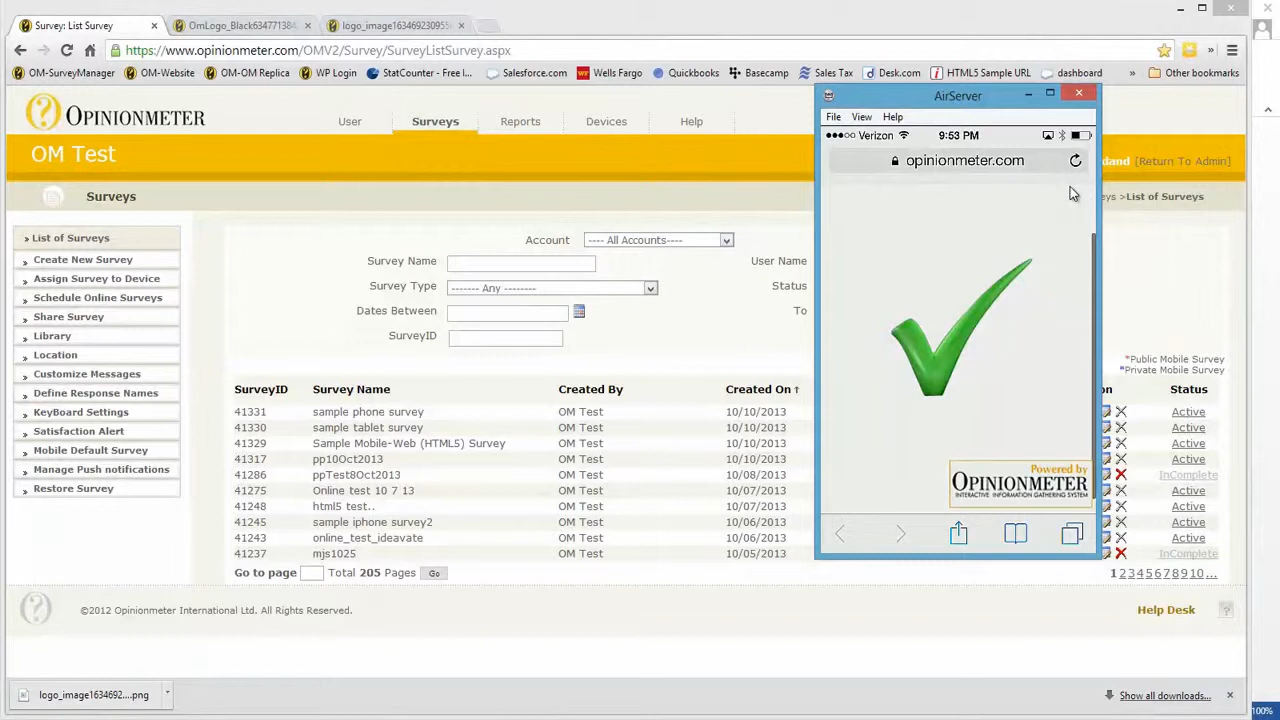 Survey: List Survey
OmLogo_Black634771384
logo_image1634692309554
https://www.opinionmeter.com/OMV2/Survey/SurveyListSurvey.aspx
OM-SurveyManager OM-Website OM-OM Replica WP Login StatCounter - Free I... Salesforce.com Wells Fargo Quickbooks Basecamp Sales Tax Desk.com HTML5 Sample URL dashboard » Other bookmarks
OPINIONMETER
User Surveys Reports Devices Help
OM Test
[Return To Admin]
Surveys
>List of Surveys
List of Surveys
Create New Survey
Assign Survey to Device
Schedule Online Surveys
Share Survey
Library
Location
Customize Messages
Define Response Names
KeyBoard Settings
Satisfaction Alert
Mobile Default Survey
Manage Push notifications
Restore Survey
Account ---- All Accounts----
Survey Name User Name
Survey Type ------- Any -------- Status
Dates Between To
SurveyID
*Public Mobile Survey
*Private Mobile Survey
SurveyID Survey Name Created By Created On↑ Status
41331 sample phone survey OM Test 10/10/2013 Active
41330 sample tablet survey OM Test 10/10/2013 Active
41329 Sample Mobile-Web (HTML5) Survey OM Test 10/10/2013 Active
41317 pp10Oct2013 OM Test 10/10/2013 Active
41286 ppTest8Oct2013 OM Test 10/08/2013 InComplete
41275 Online test 10 7 13 OM Test 10/07/2013 Active
41248 html5 test.. OM Test 10/07/2013 Active
41245 sample iphone survey2 OM Test 10/06/2013 Active
41243 online_test_ideavate OM Test 10/06/2013 Active
41237 mjs1025 OM Test 10/05/2013 InComplete
Go to page Total 205 Pages Go 1 2 3 4 5 6 7 8 9 10 ...
©2012 Opinionmeter International Ltd. All Rights Reserved.
Help Desk ?
logo_image1634692....png
Show all downloads...
100%
AirServer
File View Help
Verizon 9:53 PM
opinionmeter.com
Powered by
OPINIONMETER
INTERACTIVE INFORMATION GATHERING SYSTEM